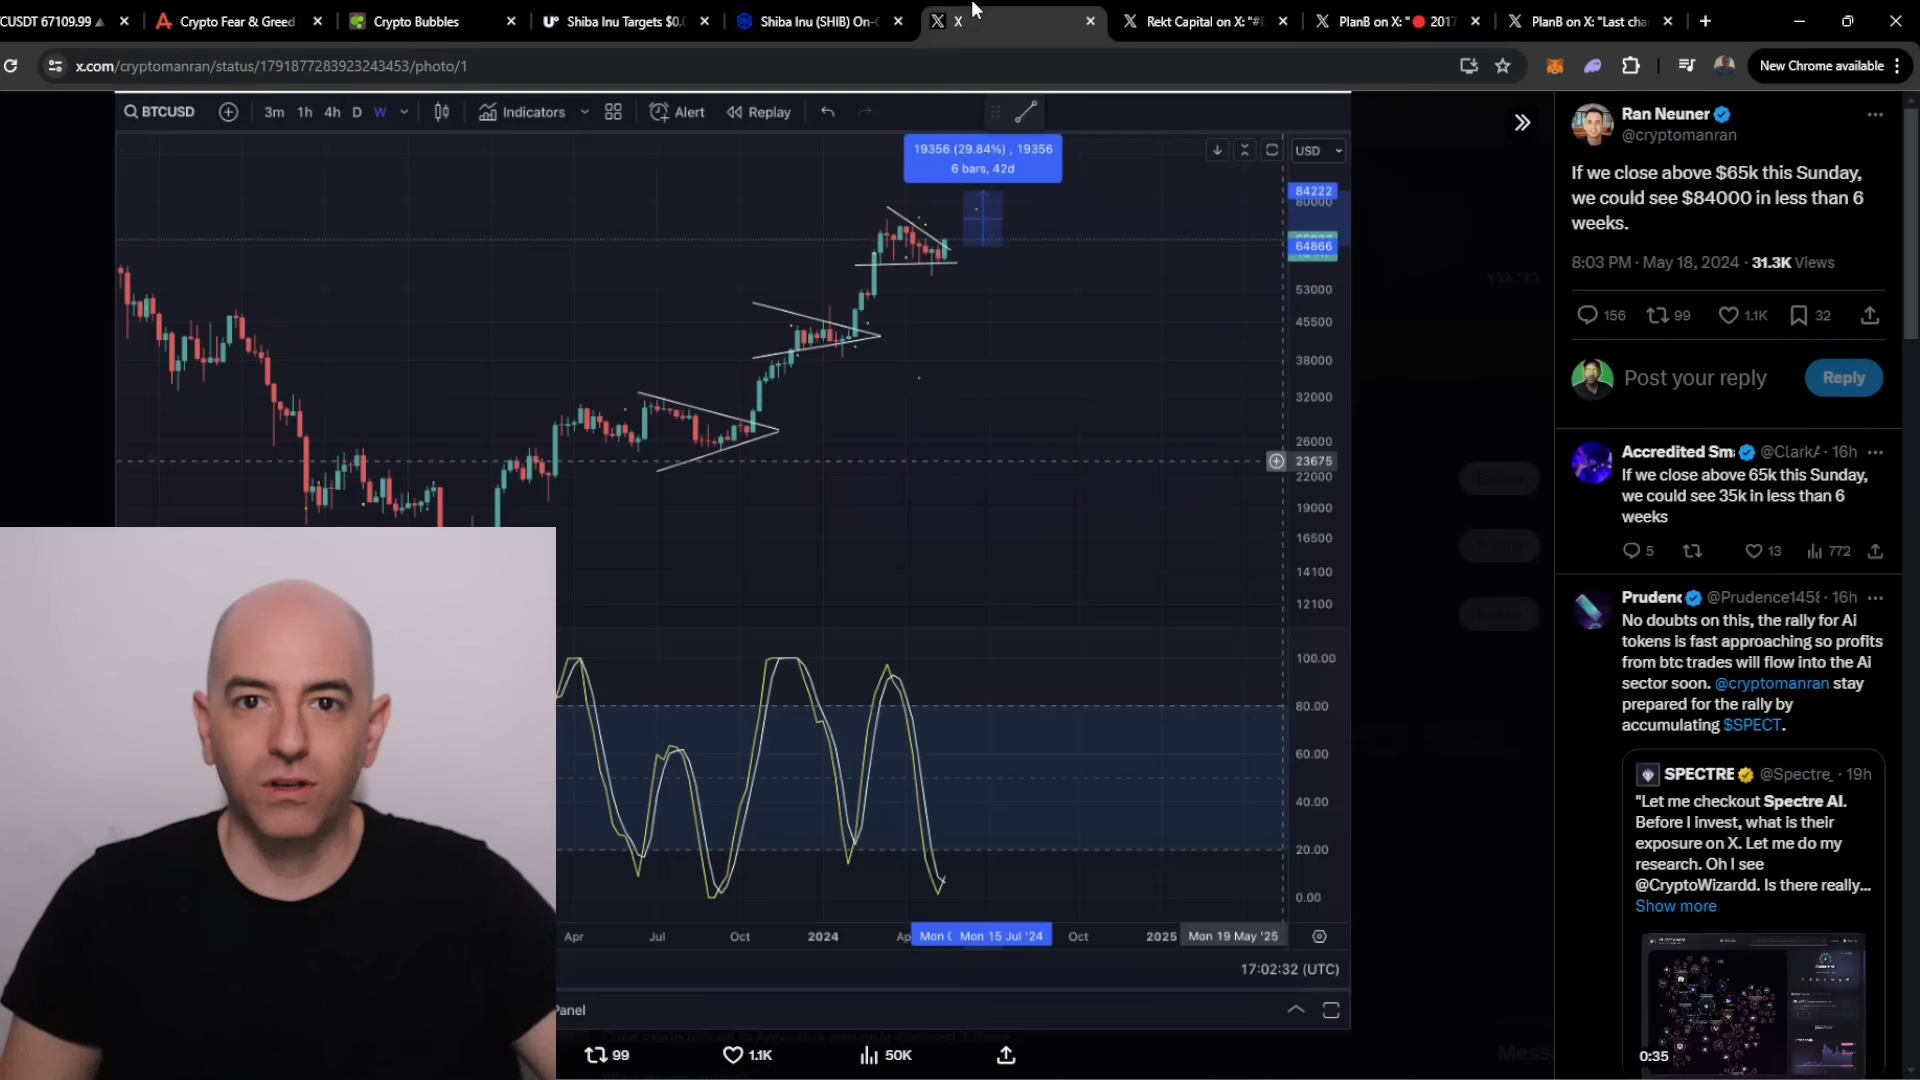 CUSDT 67109.99
Crypto Fear & Greed
Crypto Bubbles
Shiba Inu Targets $0.0
Shiba Inu (SHIB) On-C
X
Rekt Capital on X: "#B
PlanB on X: "🔴 2017
PlanB on X: "Last cha
x.com/cryptomanran/status/1791877283923243453/photo/1
New Chrome available
BTCUSD
3m 1h 4h D W
Indicators
Alert
Replay
19356 (29.84%) , 19356
6 bars, 42d
USD
84222
80000
64866
53000
45500
38000
32000
26000
23675
22000
19000
16500
14100
12100
100.00
80.00
60.00
40.00
20.00
0.00
Apr Jul Oct 2024 Ap Mon Mon 15 Jul '24 Oct 2025 Mon 19 May '25
17:02:32 (UTC)
Panel
99 1.1K 50K
Ran Neuner
@cryptomanran
If we close above $65k this Sunday,
we could see $84000 in less than 6
weeks.
8:03 PM · May 18, 2024 · 31.3K Views
156 99 1.1K 32
Post your reply
Reply
Accredited Sm @ClarkA · 16h
If we close above 65k this Sunday,
we could see 35k in less than 6
weeks
5 13 772
Prudenc @Prudence145 · 16h
No doubts on this, the rally for Ai
tokens is fast approaching so profits
from btc trades will flow into the Ai
sector soon. @cryptomanran stay
prepared for the rally by
accumulating $SPECT.
SPECTRE @Spectre_ · 19h
"Let me checkout Spectre AI.
Before I invest, what is their
exposure on X. Let me do my
research. Oh I see
@CryptoWizardd. Is there really...
Show more
0:35